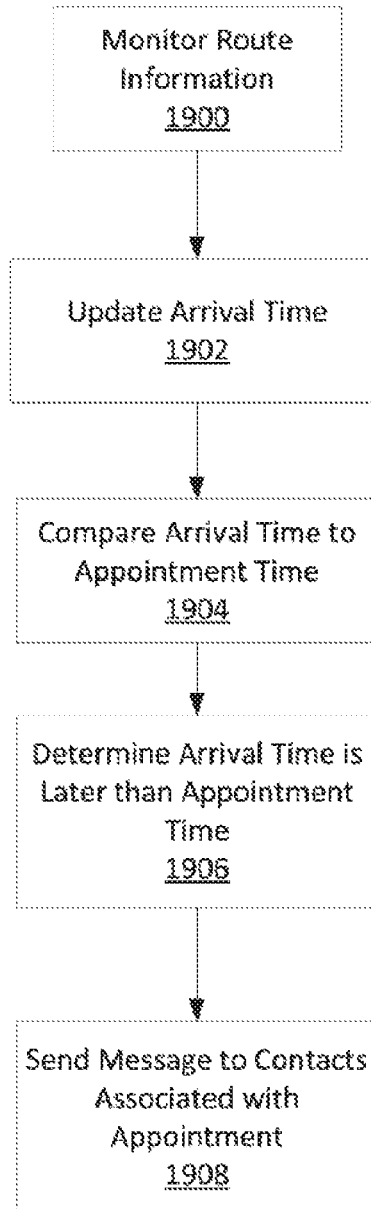 Monitor Route
Information
1900
Update Arrival Time
1902
Compare Arrival Time to
Appointment Time
1904
Determine Arrival Time is
Later than Appointment
Time
1906
Send Message to Contacts
Associated with
Appointment
1908